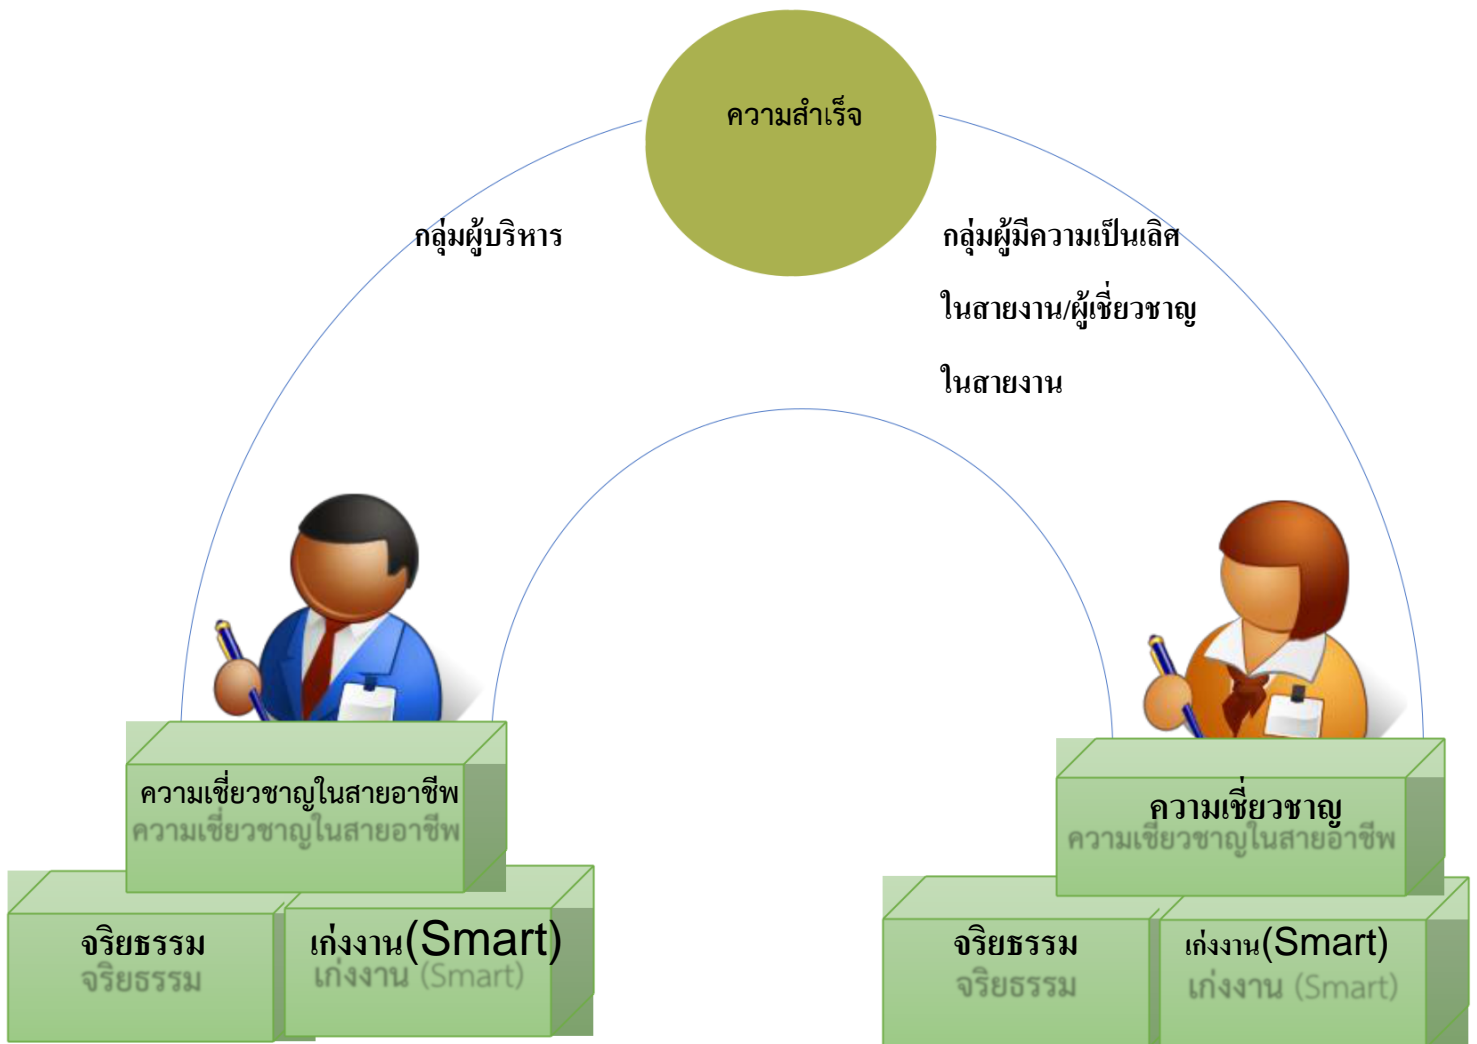 ความสำเร็จ
กลุ่มผู้บริหาร
กลุ่มผู้มีความเป็นเลิศ
ในสายงาน/ผู้เชี่ยวชาญ
ในสายงาน
ความเชี่ยวชาญในสายอาชีพ
ความเชี่ยวชาญในสายอาชีพ
จริยธรรม
จริยธรรม
เก่งงาน(Smart)
เก่งงาน (Smart)
ความเชี่ยวชาญ
ความเชี่ยวชาญในสายอาชีพ
จริยธรรม
จริยธรรม
เก่งงาน(Smart)
เก่งงาน (Smart)